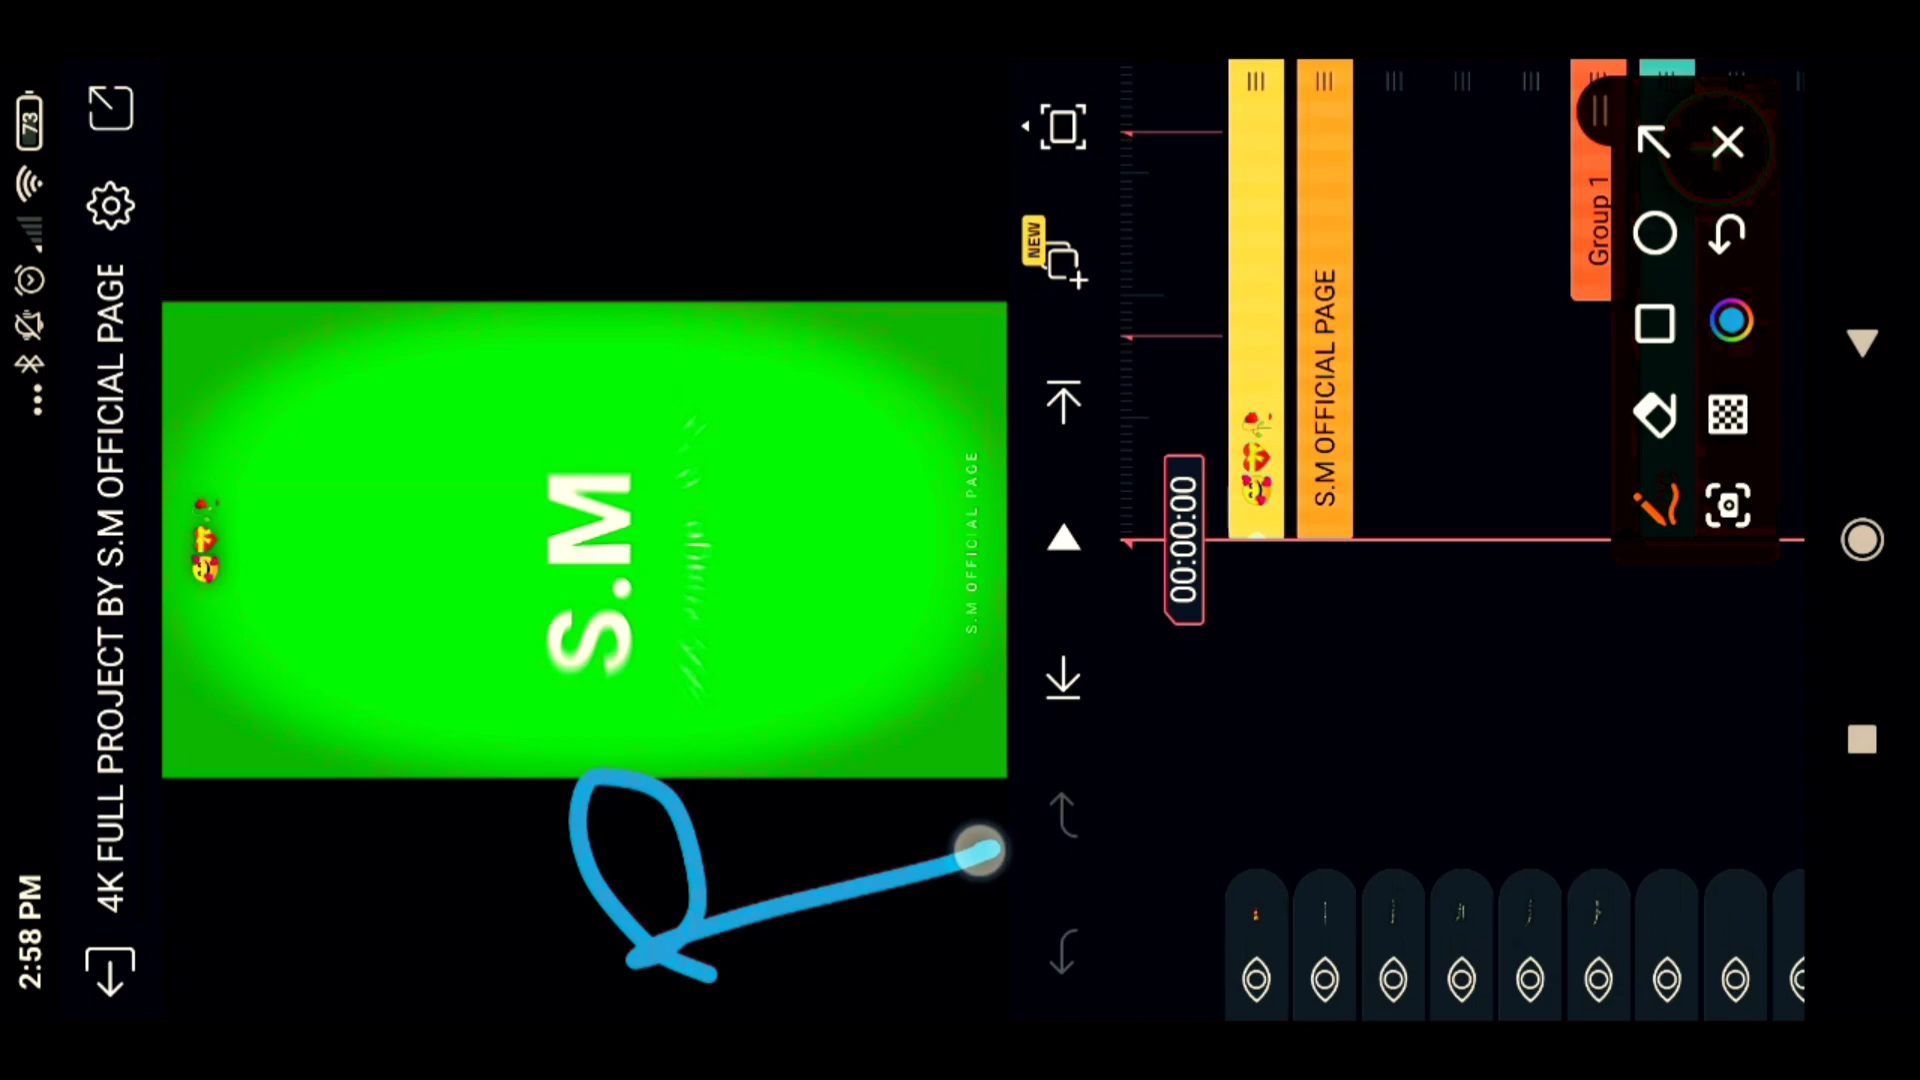 2:58 PM
73
4K FULL PROJECT BY S.M OFFICIAL PAGE
🥰💝🥀
S.M
S.M OFFICIAL PAGE
NEW
00:00:00
🥰💝🥀
S.M OFFICIAL PAGE
Group 1